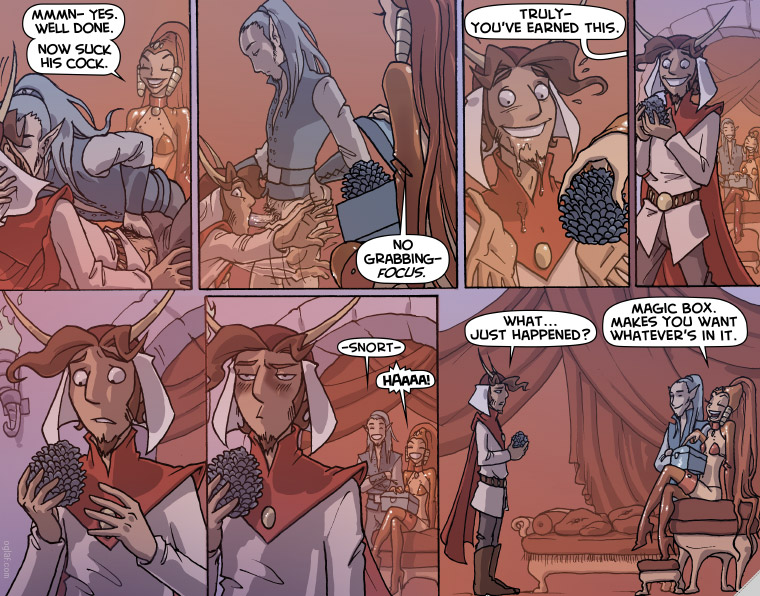 MMMN- YES.
WELL DONE.
NOW SUCK
HIS COCK.
NO
GRABBING-
FOCUS.
TRULY-
YOU'VE EARNED THIS.
-SNORT-
HAAAA!
WHAT...
JUST HAPPENED?
MAGIC BOX.
MAKES YOU WANT
WHATEVER'S IN IT.
oglaf.com